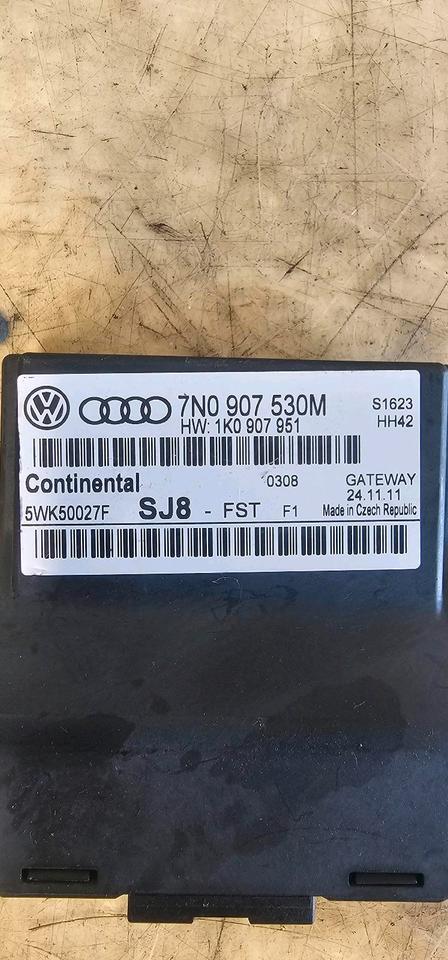 7N0 907 530M S1623
HW: 1K0 907 951 HH42
Continental 0308 GATEWAY
24.11.11
5WK50027F SJ8 - FST F1 Made in Czech Republic